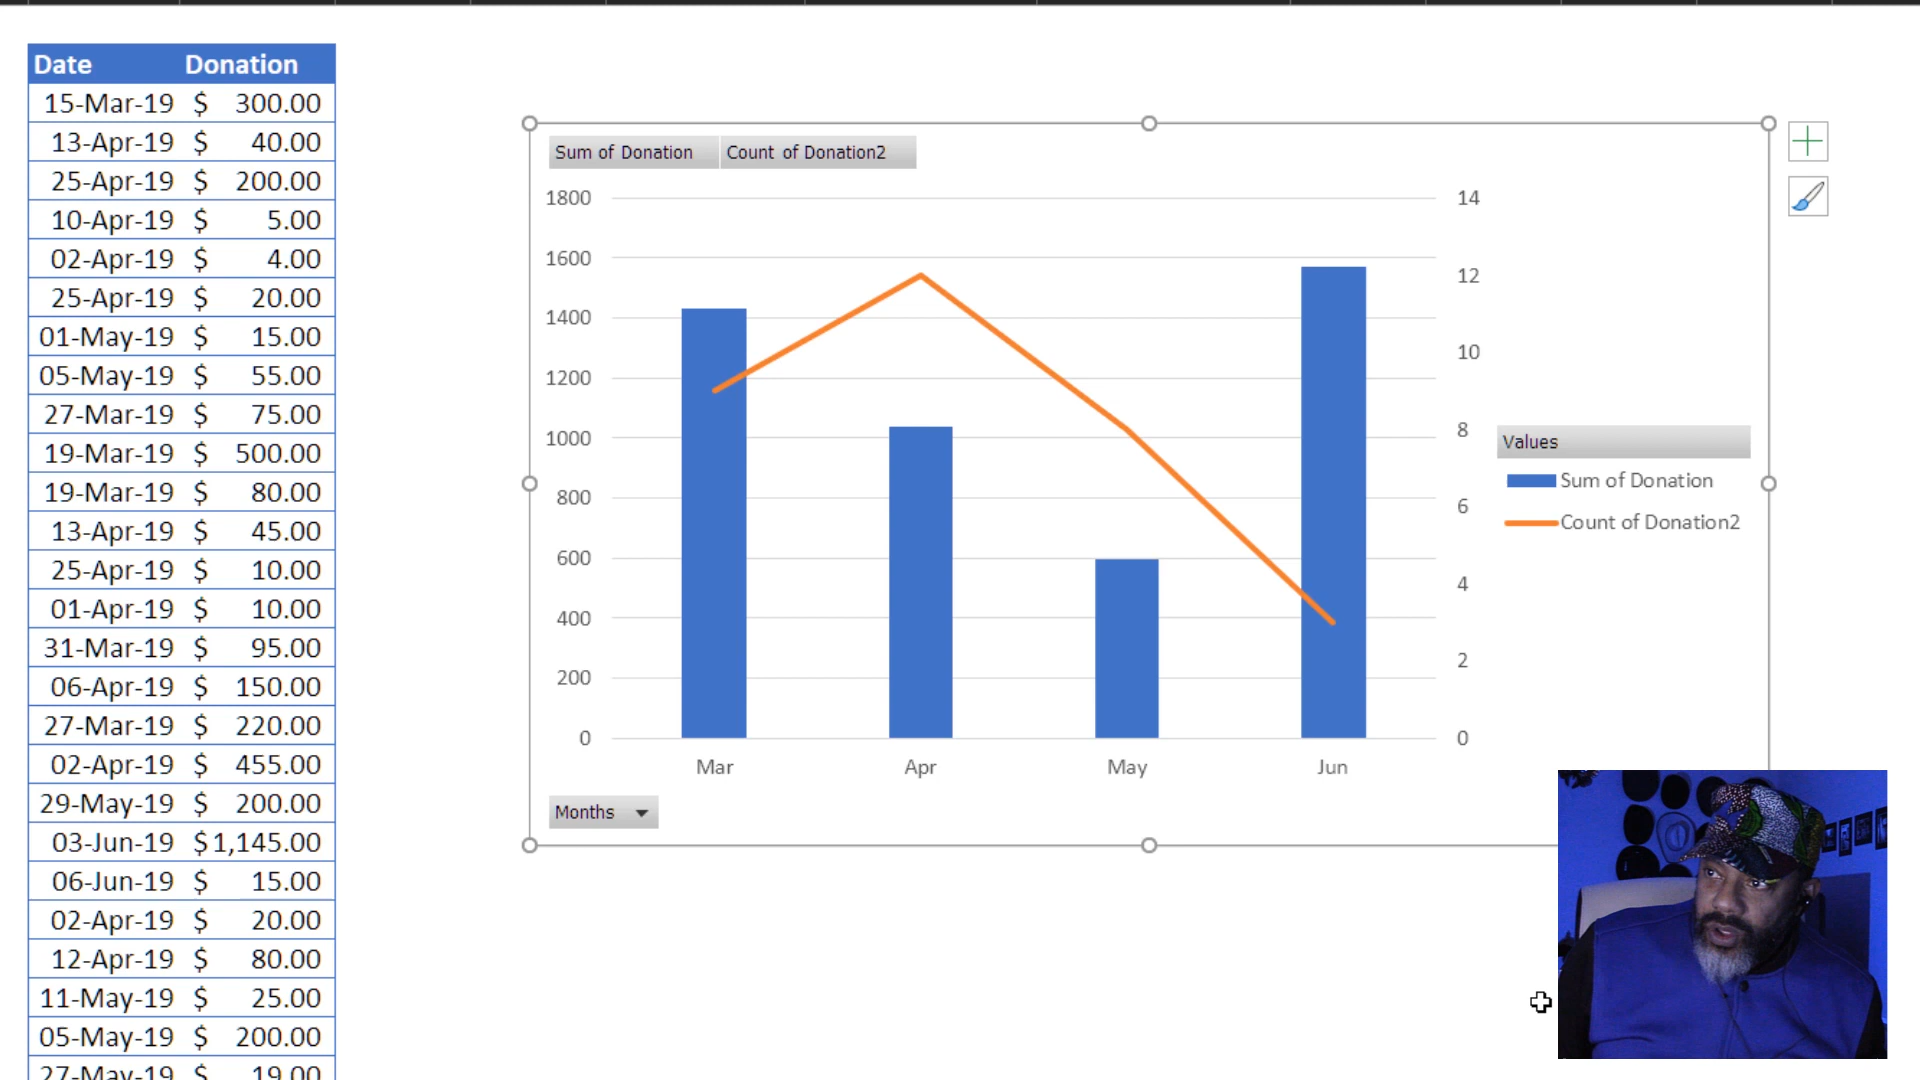 Date Donation
15-Mar-19 $ 300.00
13-Apr-19 $ 40.00
25-Apr-19 $ 200.00
10-Apr-19 $ 5.00
02-Apr-19 $ 4.00
25-Apr-19 $ 20.00
01-May-19 $ 15.00
05-May-19 $ 55.00
27-Mar-19 $ 75.00
19-Mar-19 $ 500.00
19-Mar-19 $ 80.00
13-Apr-19 $ 45.00
25-Apr-19 $ 10.00
01-Apr-19 $ 10.00
31-Mar-19 $ 95.00
06-Apr-19 $ 150.00
27-Mar-19 $ 220.00
02-Apr-19 $ 455.00
29-May-19 $ 200.00
03-Jun-19 $1,145.00
06-Jun-19 $ 15.00
02-Apr-19 $ 20.00
12-Apr-19 $ 80.00
11-May-19 $ 25.00
05-May-19 $ 200.00
27-May-19 $ 19.00
Sum of Donation Count of Donation2
1800
1600
1400
1200
1000
800
600
400
200
0
14
12
10
8
6
4
2
0
Mar Apr May Jun
Months
Values
Sum of Donation
Count of Donation2